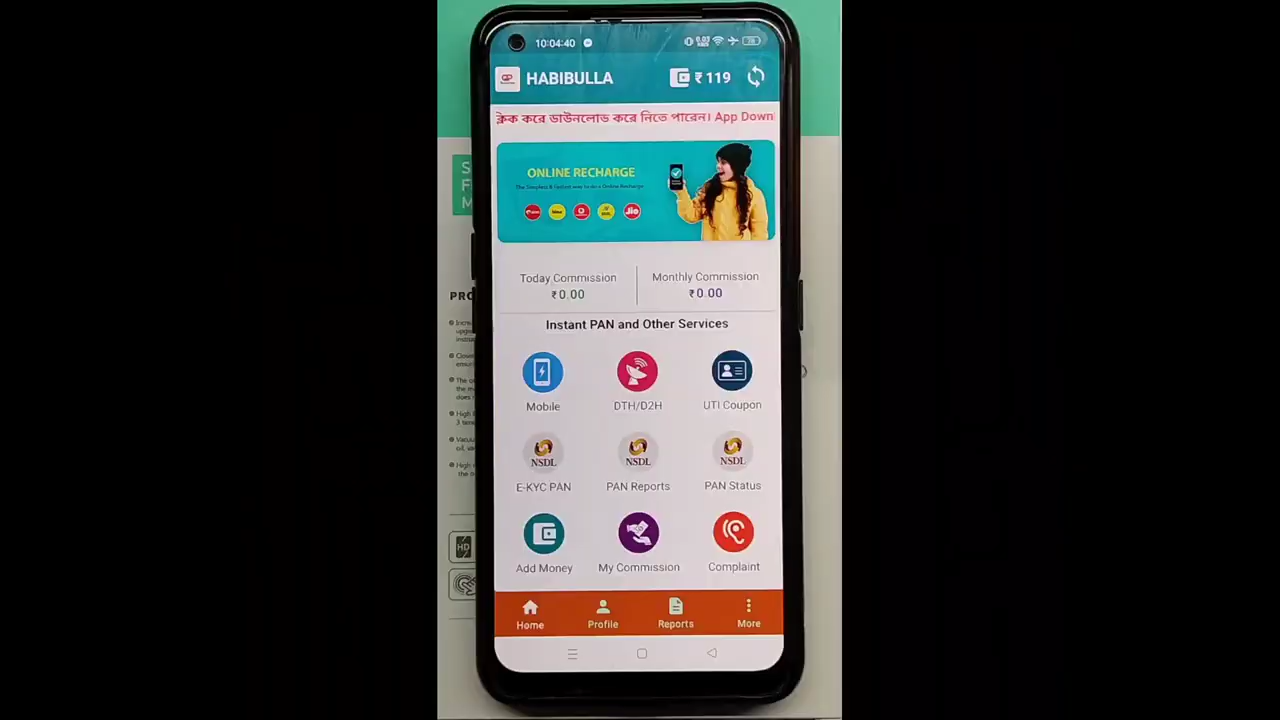 10:04:40
HABIBULLA
₹ 119
ক্লিক করে ডাউনলোড করে নিতে পারেন। App Down
ONLINE RECHARGE
The Simplest & Fastest way to do a Online Recharge
Jio
Today Commission
₹0.00
Monthly Commission
₹0.00
Instant PAN and Other Services
Mobile
DTH/D2H
UTI Coupon
NSDL
NSDL
NSDL
E-KYC PAN
PAN Reports
PAN Status
Add Money
My Commission
Complaint
Home
Profile
Reports
More
PRO
HD